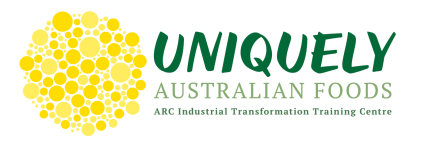 UNIQUELY
AUSTRALIAN FOODS
ARC Industrial Transformation Training Centre